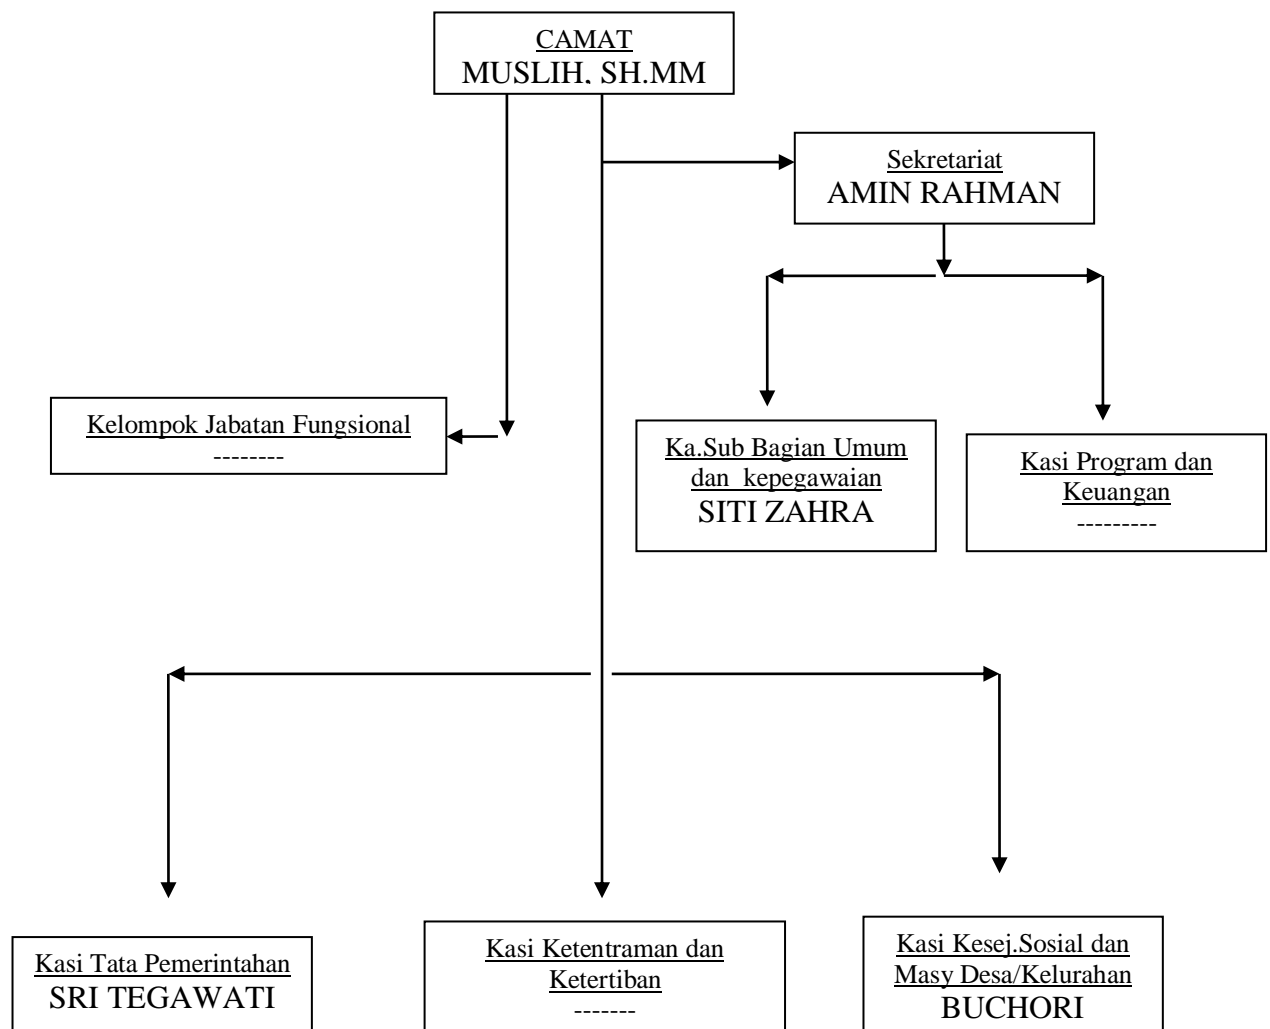 CAMAT
MUSLIH, SH.MM
Sekretariat
AMIN RAHMAN
Kelompok Jabatan Fungsional
--------
Ka.Sub Bagian Umum
dan kepegawaian
SITI ZAHRA
Kasi Program dan
Keuangan
---------
Kasi Tata Pemerintahan
SRI TEGAWATI
Kasi Ketentraman dan
Ketertiban
-------
Kasi Kesej.Sosial dan
Masy Desa/Kelurahan
BUCHORI